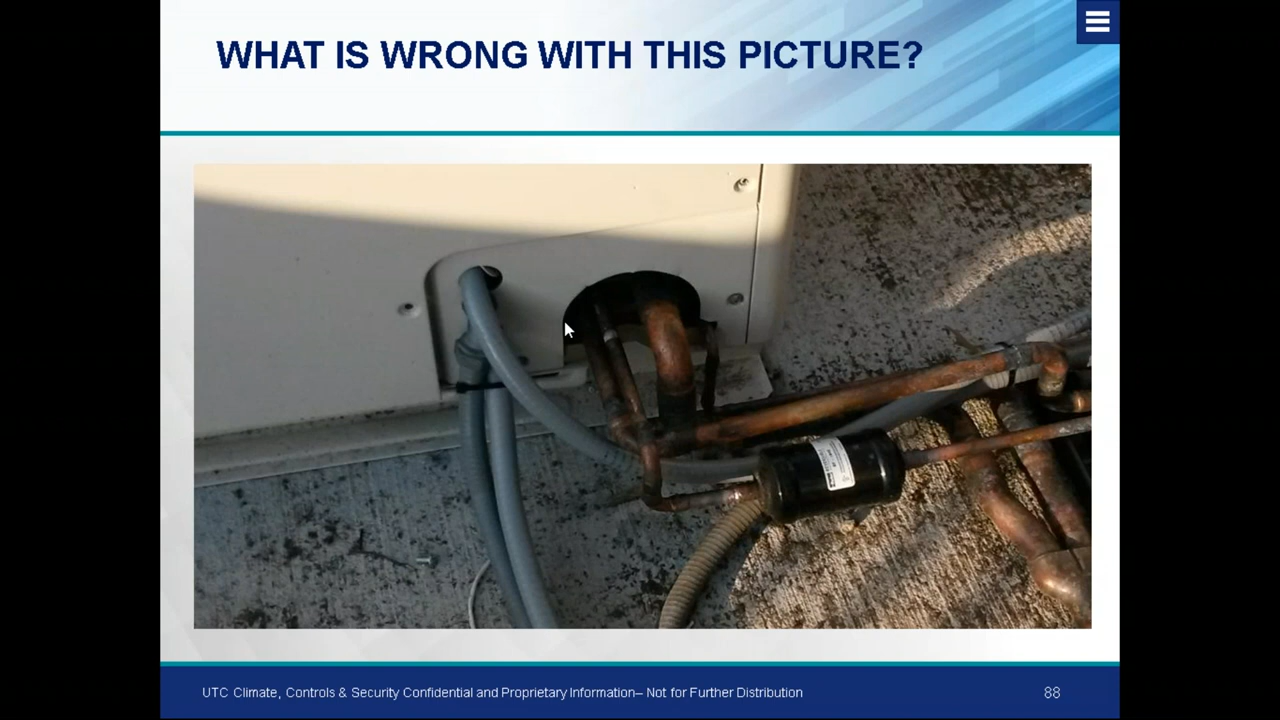 WHAT IS WRONG WITH THIS PICTURE?
UTC Climate, Controls & Security Confidential and Proprietary Information– Not for Further Distribution
88